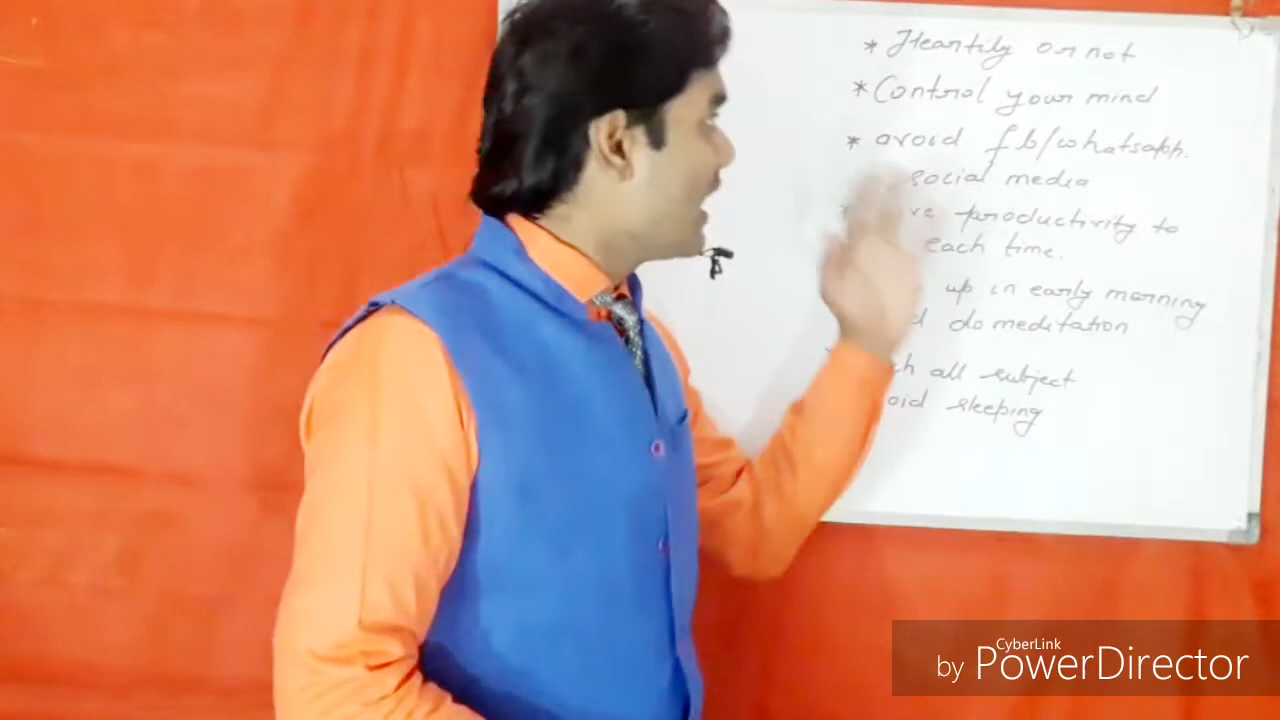 * Heartily or not
* Control your mind
* avoid fb/whatsapp.
social media
productivity to
each time.
up in early morning
do meditation
all subject
sleeping
CyberLink
by PowerDirector